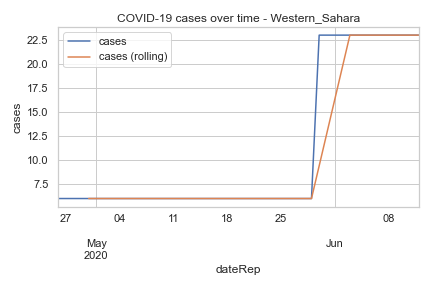 COVID-19 cases over time - Western_Sahara
cases
cases (rolling)
cases
22.5
20.0
17.5
15.0
12.5
10.0
7.5
27 04 11 18 25 08
May Jun
2020
dateRep